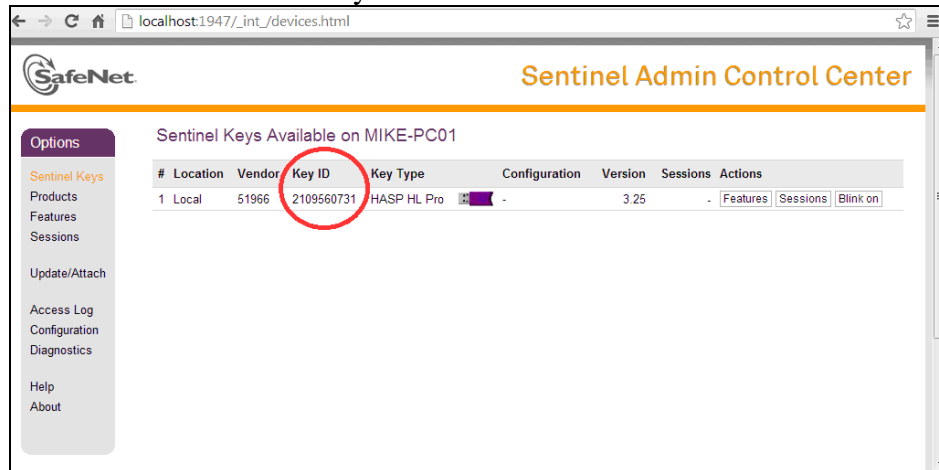 localhost:1947/_int_/devices.html
SafeNet.
Sentinel Admin Control Center
Options
Sentinel Keys
Products
Features
Sessions
Update/Attach
Access Log
Configuration
Diagnostics
Help
About
Sentinel Keys Available on MIKE-PC01
# Location Vendor Key ID Key Type Configuration Version Sessions Actions
1 Local 51966 2109560731 HASP HL Pro - 3.25 - Features Sessions Blink on